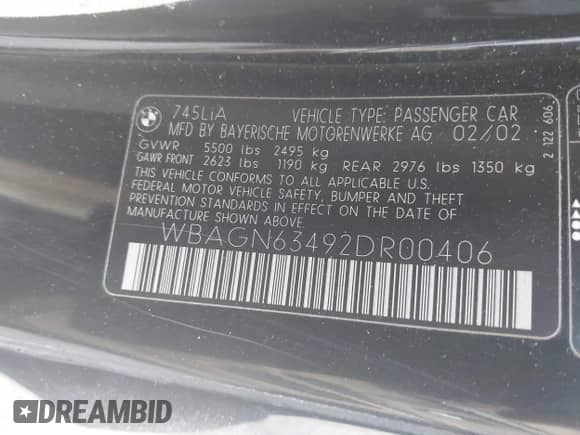 745LiA VEHICLE TYPE: PASSENGER CAR
MFD BY BAYERISCHE MOTORENWERKE AG 02/02
GVWR 5500 lbs 2495 kg
GAWR FRONT 2623 lbs 1190 kg REAR 2976 lbs 1350 kg
THIS VEHICLE CONFORMS TO ALL APPLICABLE U.S.
FEDERAL MOTOR VEHICLE SAFETY, BUMPER AND THEFT
PREVENTION STANDARDS IN EFFECT ON THE DATE OF
MANUFACTURE SHOWN ABOVE.
WBAGN63492DR00406
2 122 606
DREAMBID